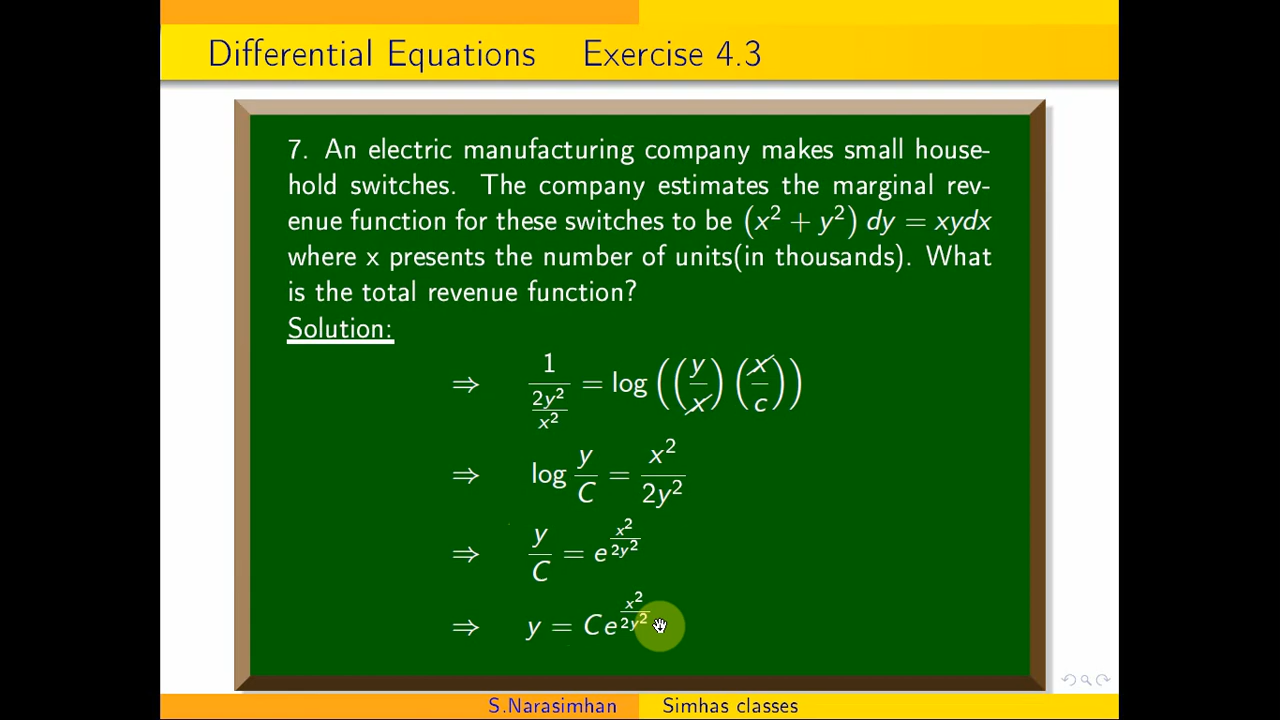 Differential Equations Exercise 4.3
7. An electric manufacturing company makes small house-
hold switches. The company estimates the marginal rev-
enue function for these switches to be (x² + y²) dy = xydx
where x presents the number of units(in thousands). What
is the total revenue function?
Solution:
⇒ 1/(2y²/x²) = log((y/x)(x/c))
⇒ log y/C = x²/2y²
⇒ y/C = e^(x²/2y²)
⇒ y = Ce^(x²/2y²)
S.Narasimhan Simhas classes